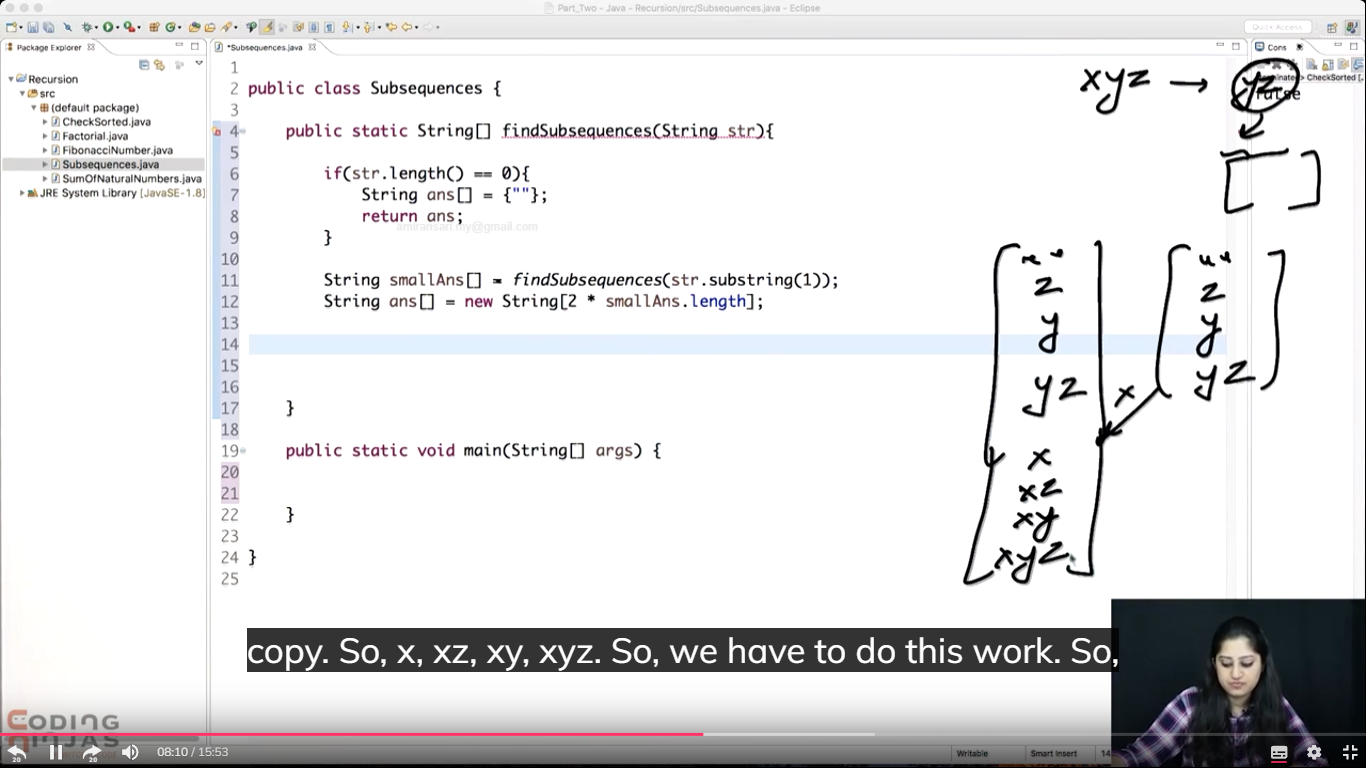 Part_Two - Java - Recursion/src/Subsequences.java - Eclipse
Quick Access
Package Explorer
*Subsequences.java
Cons
Recursion
src
(default package)
CheckSorted.java
Factorial.java
FibonacciNumber.java
Subsequences.java
SumOfNaturalNumbers.java
JRE System Library [JavaSE-1.8]
1
2 public class Subsequences {
3
4 public static String[] findSubsequences(String str){
5
6 if(str.length() == 0){
7 String ans[] = {""};
8 return ans;
amiransari.my@gmail.com
9 }
10
11 String smallAns[] = findSubsequences(str.substring(1));
12 String ans[] = new String[2 * smallAns.length];
13
14
15
16
17 }
18
19 public static void main(String[] args) {
20
21
22 }
23
24 }
25
CheckSorted [
false
xyz → yz
" "
z
y
yz
x
xz
xy
xyz
" "
z
y
yz
x
copy. So, x, xz, xy, xyz. So, we have to do this work. So,
CODING
NINJAS
20
20
08:10 / 15:53
Writable
Smart Insert
14